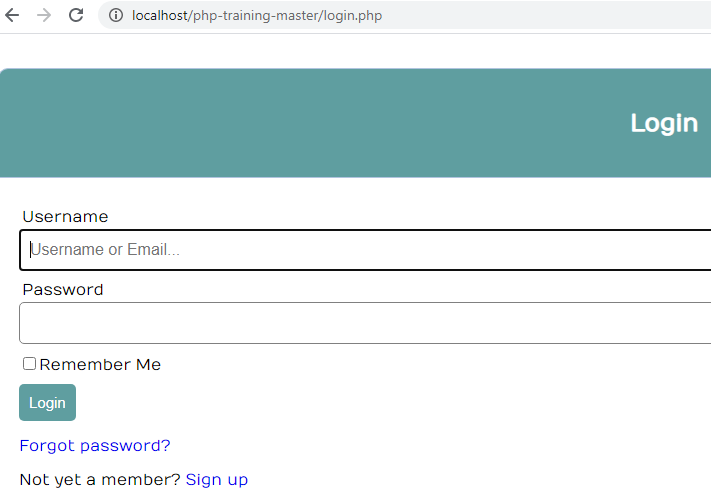 localhost/php-training-master/login.php
Login
Username
Username or Email...
Password
Remember Me
Login
Forgot password?
Not yet a member? Sign up